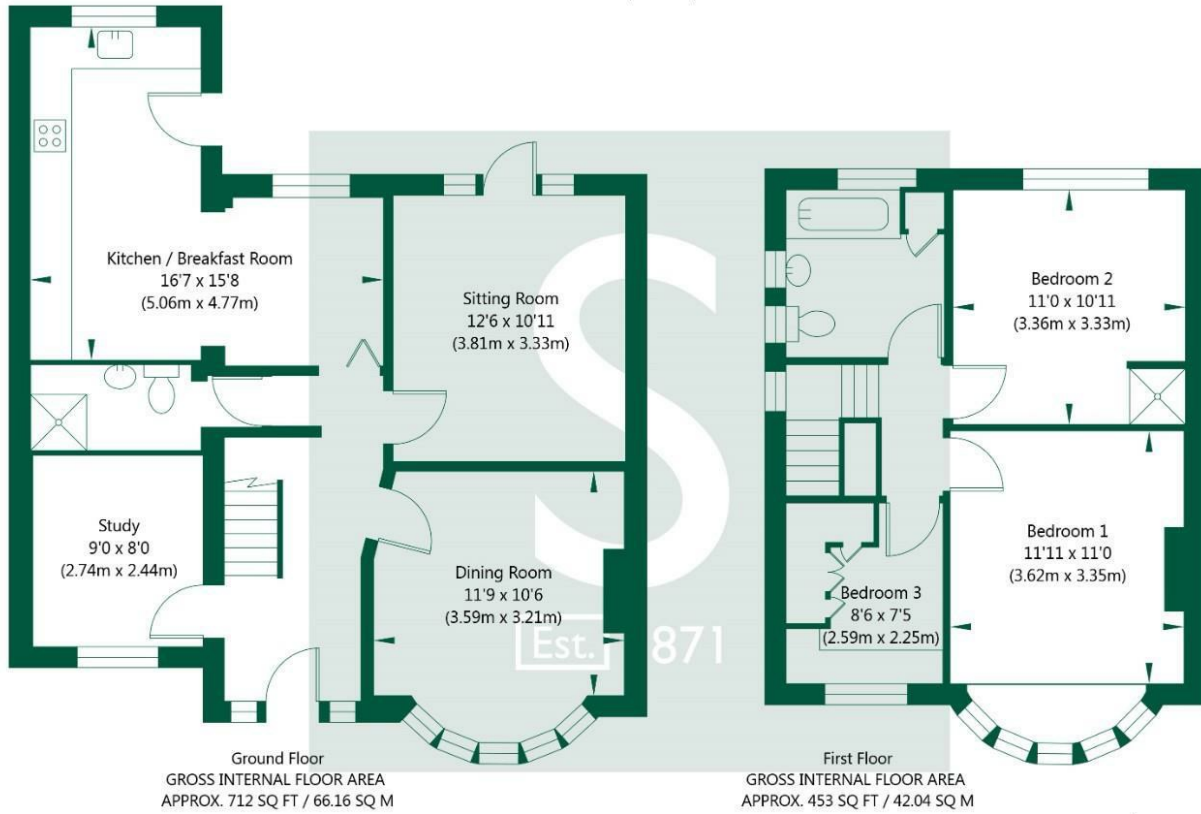 Kitchen / Breakfast Room
16'7 x 15'8
(5.06m x 4.77m)
Sitting Room
12'6 x 10'11
(3.81m x 3.33m)
Study
9'0 x 8'0
(2.74m x 2.44m)
Dining Room
11'9 x 10'6
(3.59m x 3.21m)
Ground Floor
GROSS INTERNAL FLOOR AREA
APPROX. 712 SQ FT / 66.16 SQ M
Bedroom 2
11'0 x 10'11
(3.36m x 3.33m)
Bedroom 1
11'11 x 11'0
(3.62m x 3.35m)
Bedroom 3
8'6 x 7'5
(2.59m x 2.25m)
First Floor
GROSS INTERNAL FLOOR AREA
APPROX. 453 SQ FT / 42.04 SQ M
S
Est. 871